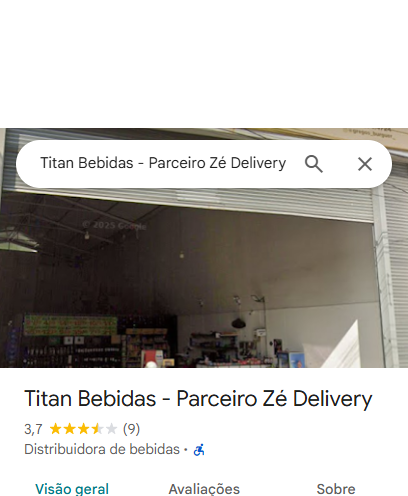 Titan Bebidas - Parceiro Zé Delivery
© 2025 Google
Titan Bebidas - Parceiro Zé Delivery
3,7 (9)
Distribuidora de bebidas ·
Visão geral Avaliações Sobre